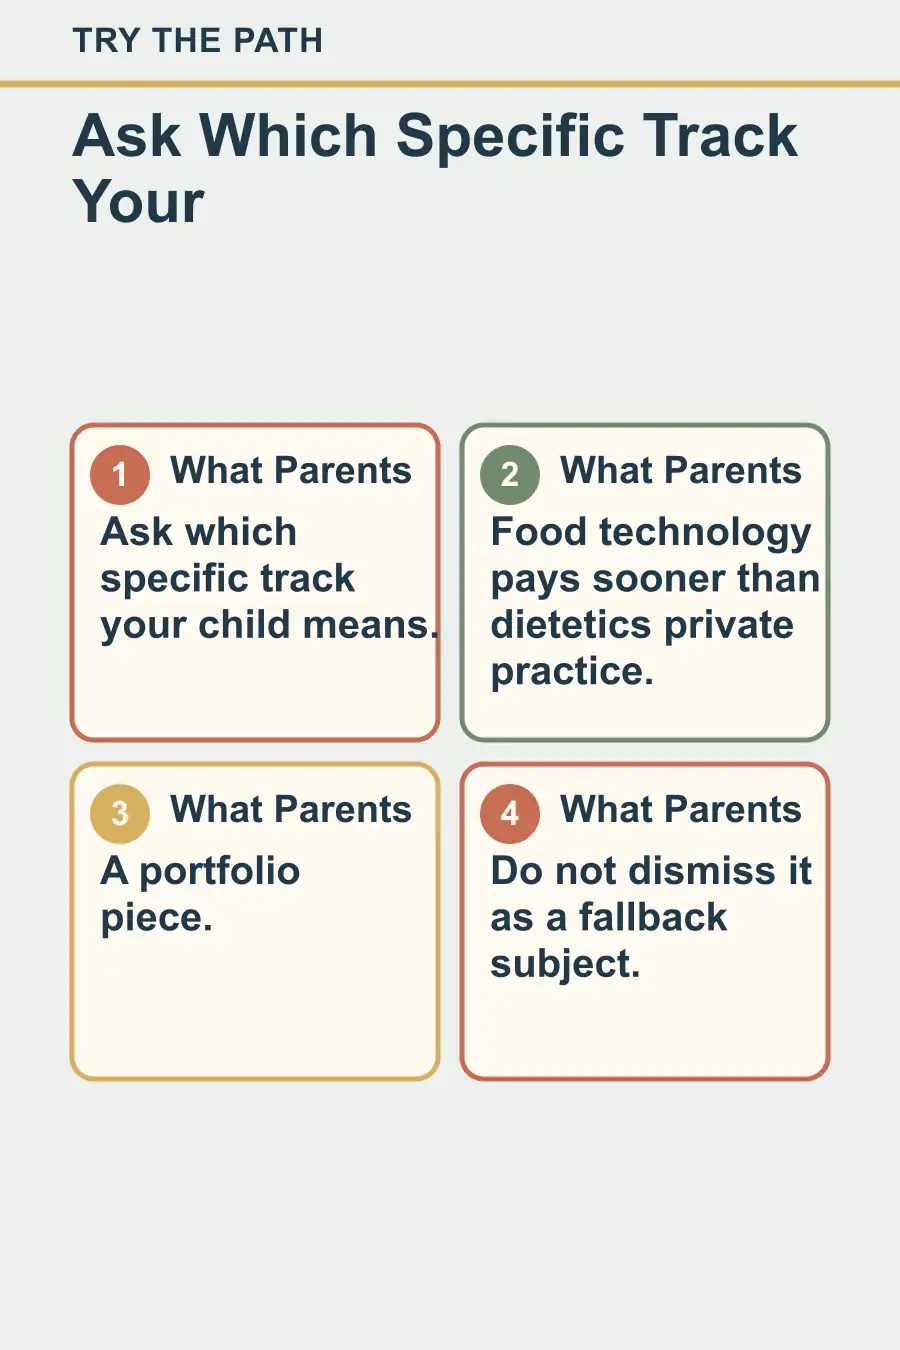 TRY THE PATH
Ask Which Specific Track
Your
1 What Parents
Ask which
specific track
your child means.
2 What Parents
Food technology
pays sooner than
dietetics private
practice.
3 What Parents
A portfolio
piece.
4 What Parents
Do not dismiss it
as a fallback
subject.